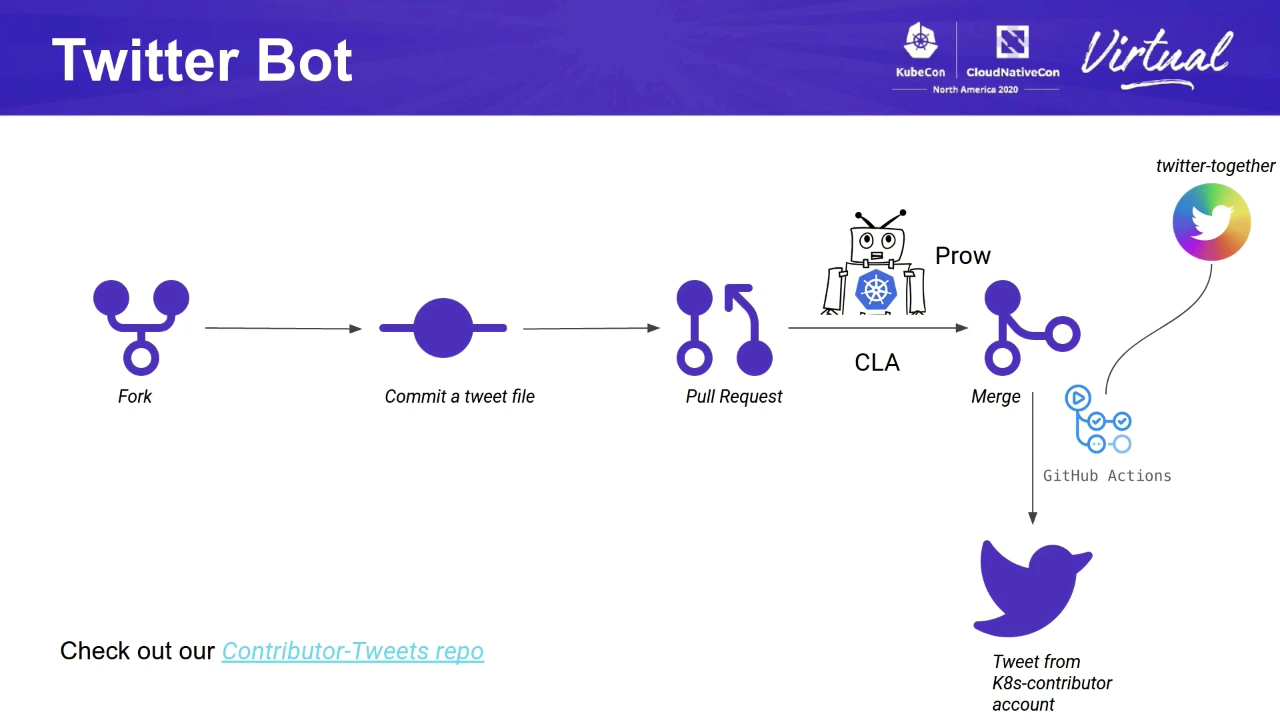 Twitter Bot
KubeCon
CloudNativeCon
North America 2020
Virtual
twitter-together
Prow
CLA
Fork
Commit a tweet file
Pull Request
Merge
GitHub Actions
Check out our Contributor-Tweets repo
Tweet from
K8s-contributor
account